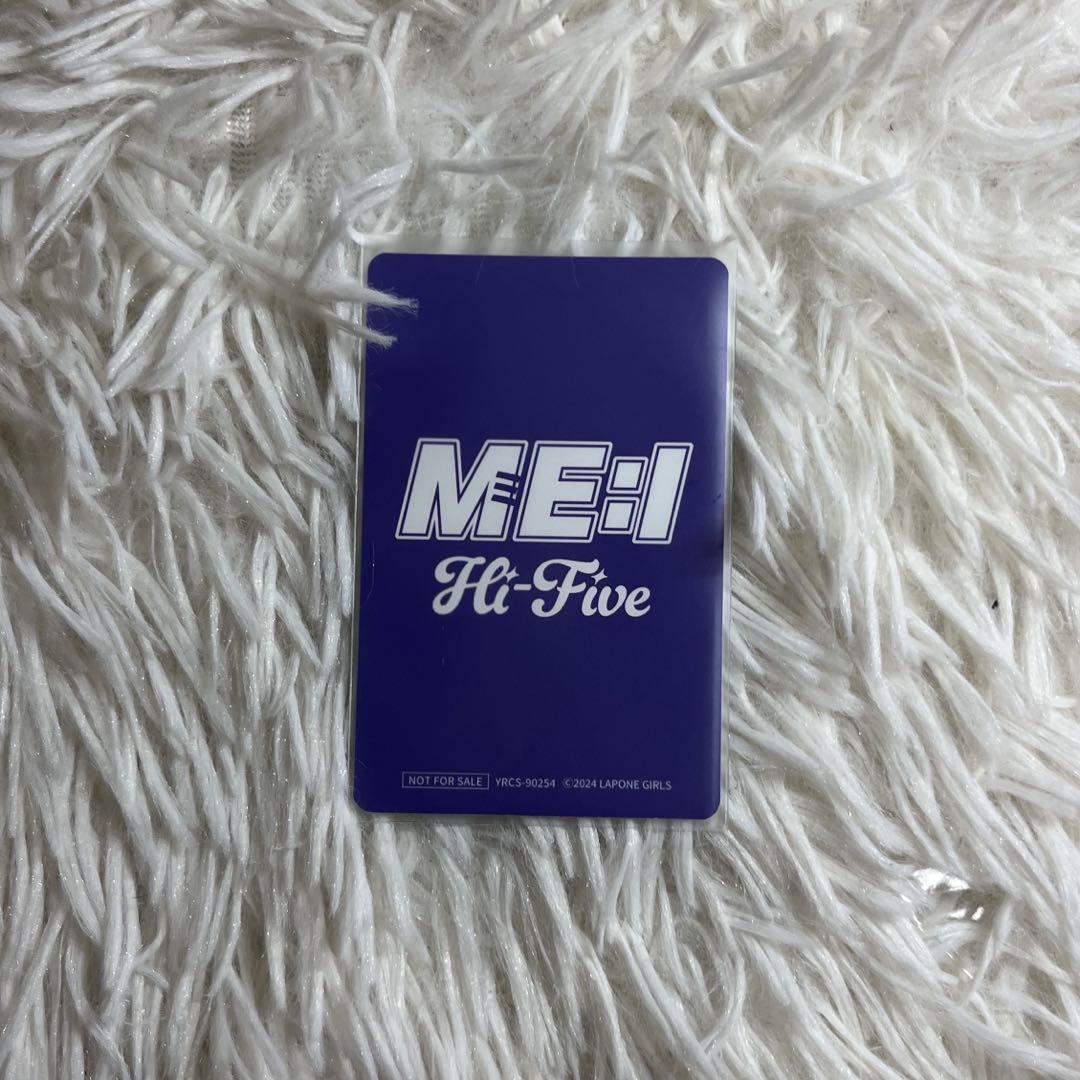 ME:I
Hi-Five
NOT FOR SALE YRCS-90254 ©2024 LAPONE GIRLS